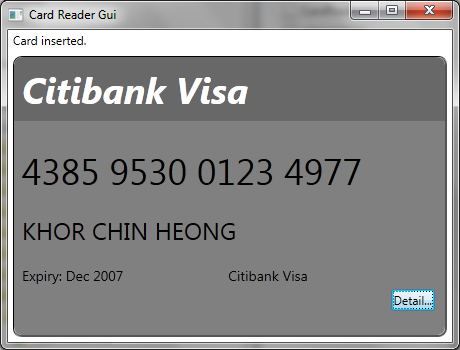 Card Reader Gui
Card inserted.
Citibank Visa
4385 9530 0123 4977
KHOR CHIN HEONG
Expiry: Dec 2007 Citibank Visa
Detail...